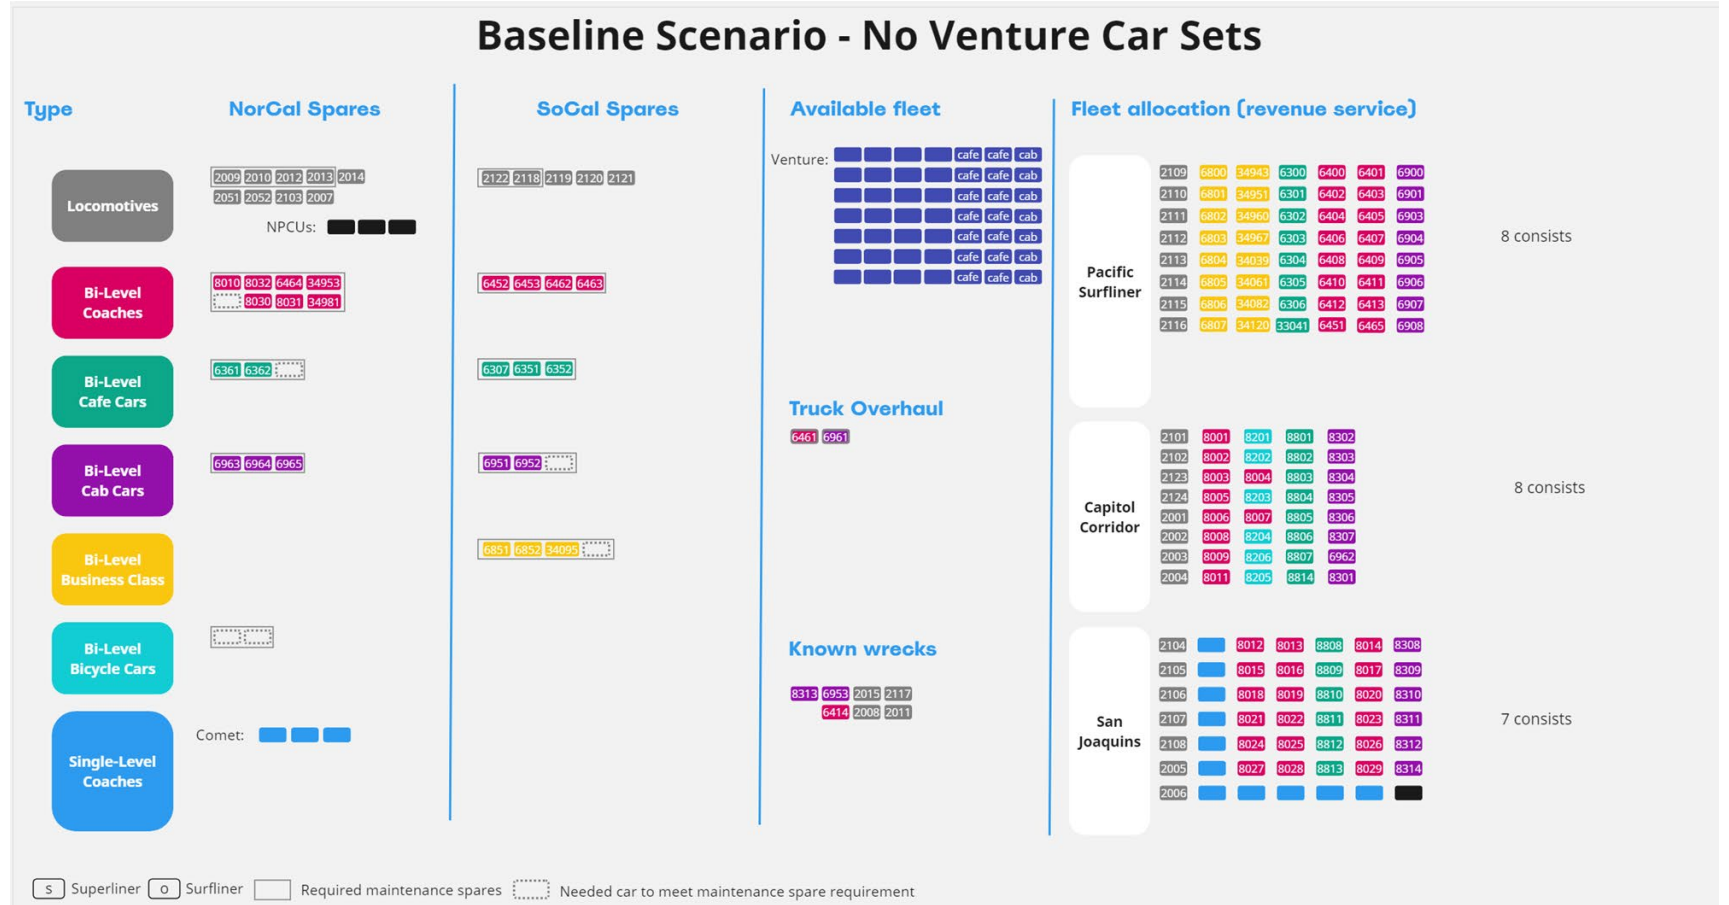 Baseline Scenario - No Venture Car Sets
Type
NorCal Spares
SoCal Spares
Available fleet
Fleet allocation (revenue service)
Locomotives
2009 2010 2012 2013 2014
2051 2052 2103 2007
NPCUs:
2122 2118 2119 2120 2121
Bi-Level
Coaches
8010 8032 6464 34953
8030 8031 34981
6452 6453 6462 6463
Bi-Level
Cafe Cars
6361 6362
6307 6351 6352
Bi-Level
Cab Cars
6963 6964 6965
6951 6952
Bi-Level
Business Class
6851 6852 34095
Bi-Level
Bicycle Cars
Single-Level
Coaches
Comet:
Venture:
cafe cafe cab
cafe cafe cab
cafe cafe cab
cafe cafe cab
cafe cafe cab
cafe cafe cab
cafe cafe cab
Truck Overhaul
6461 6961
Known wrecks
8313 6953 2015 2117
6414 2008 2011
Pacific
Surfliner
2109 6800 34943 6300 6400 6401 6900
2110 6801 34951 6301 6402 6403 6901
2111 6802 34960 6302 6404 6405 6903
2112 6803 34967 6303 6406 6407 6904
2113 6804 34039 6304 6408 6409 6905
2114 6805 34061 6305 6410 6411 6906
2115 6806 34082 6306 6412 6413 6907
2116 6807 34120 33041 6451 6465 6908
8 consists
Capitol
Corridor
2101 8001 8201 8801 8302
2102 8002 8202 8802 8303
2123 8003 8004 8803 8304
2124 8005 8203 8804 8305
2001 8006 8007 8805 8306
2002 8008 8204 8806 8307
2003 8009 8206 8807 6962
2004 8011 8205 8814 8301
8 consists
San
Joaquins
2104 8012 8013 8808 8014 8308
2105 8015 8016 8809 8017 8309
2106 8018 8019 8810 8020 8310
2107 8021 8022 8811 8023 8311
2108 8024 8025 8812 8026 8312
2005 8027 8028 8813 8029 8314
2006
7 consists
S Superliner O Surfliner Required maintenance spares Needed car to meet maintenance spare requirement